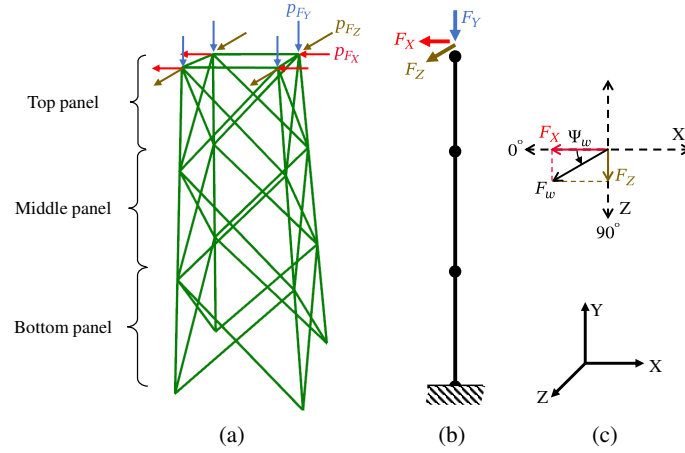 p_{F_Y}
p_{F_Z}
p_{F_X}
Top panel
Middle panel
Bottom panel
(a)
F_Y
F_X
F_Z
(b)
X
F_X
Ψ_w
0°
F_w
F_Z
Z
90°
Y
X
Z
(c)